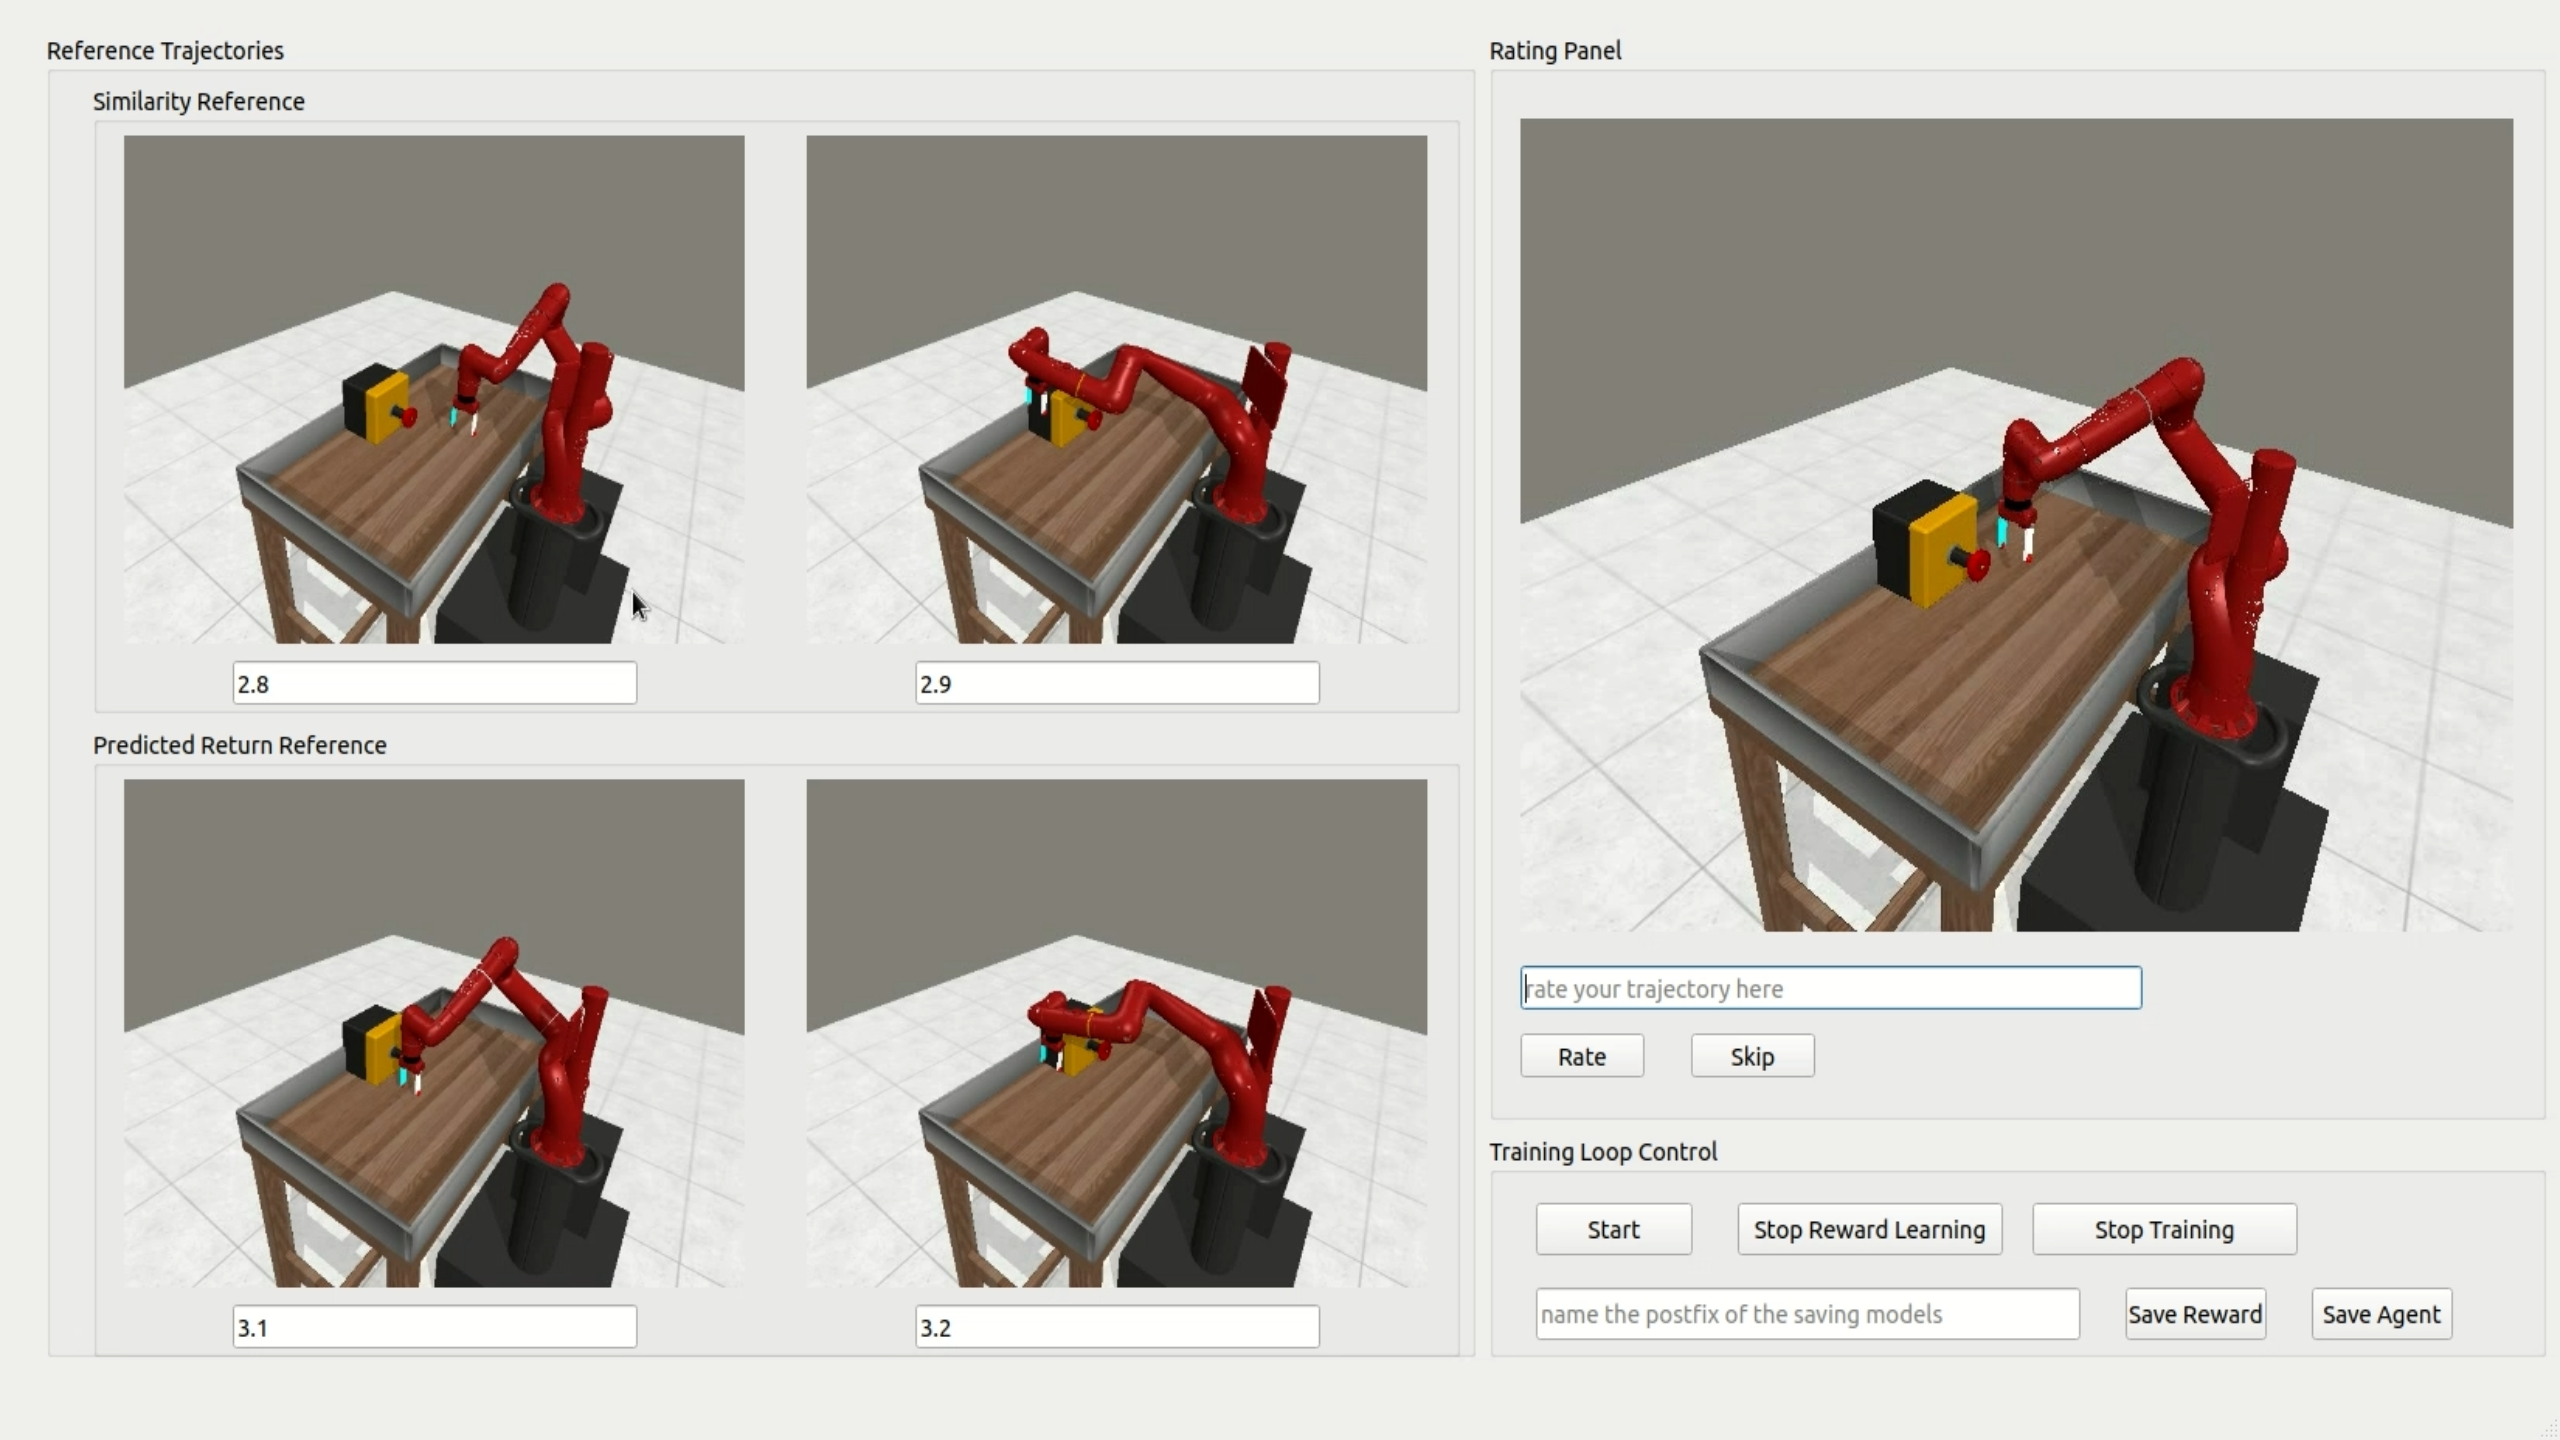 Reference Trajectories
Similarity Reference
2.8
2.9
Predicted Return Reference
3.1
3.2
Rating Panel
rate your trajectory here
Rate
Skip
Training Loop Control
Start
Stop Reward Learning
Stop Training
name the postfix of the saving models
Save Reward
Save Agent